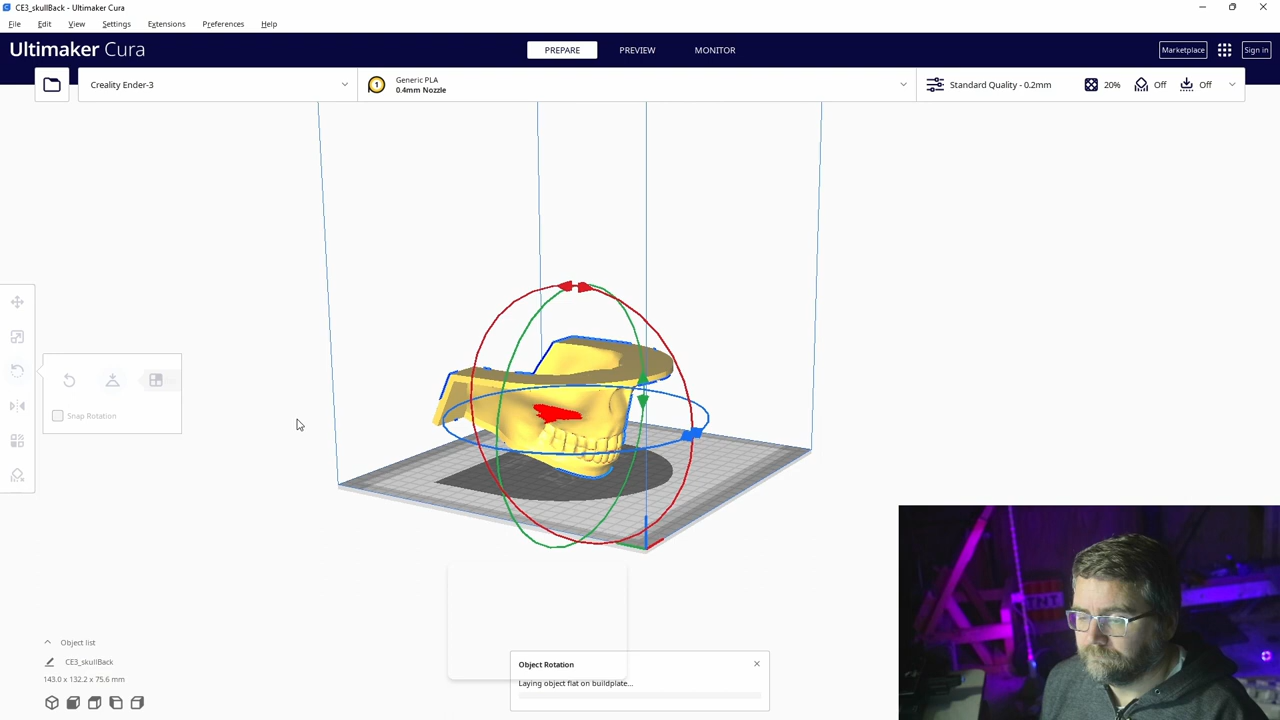 CE3_skullBack - Ultimaker Cura
File Edit View Settings Extensions Preferences Help
Ultimaker Cura
PREPARE PREVIEW MONITOR
Marketplace Sign in
Creality Ender-3
Generic PLA
0.4mm Nozzle
Standard Quality - 0.2mm
20%
Off
Off
Snap Rotation
TNT
Object list
CE3_skullBack
143.0 x 132.2 x 75.6 mm
Object Rotation
Laying object flat on buildplate...